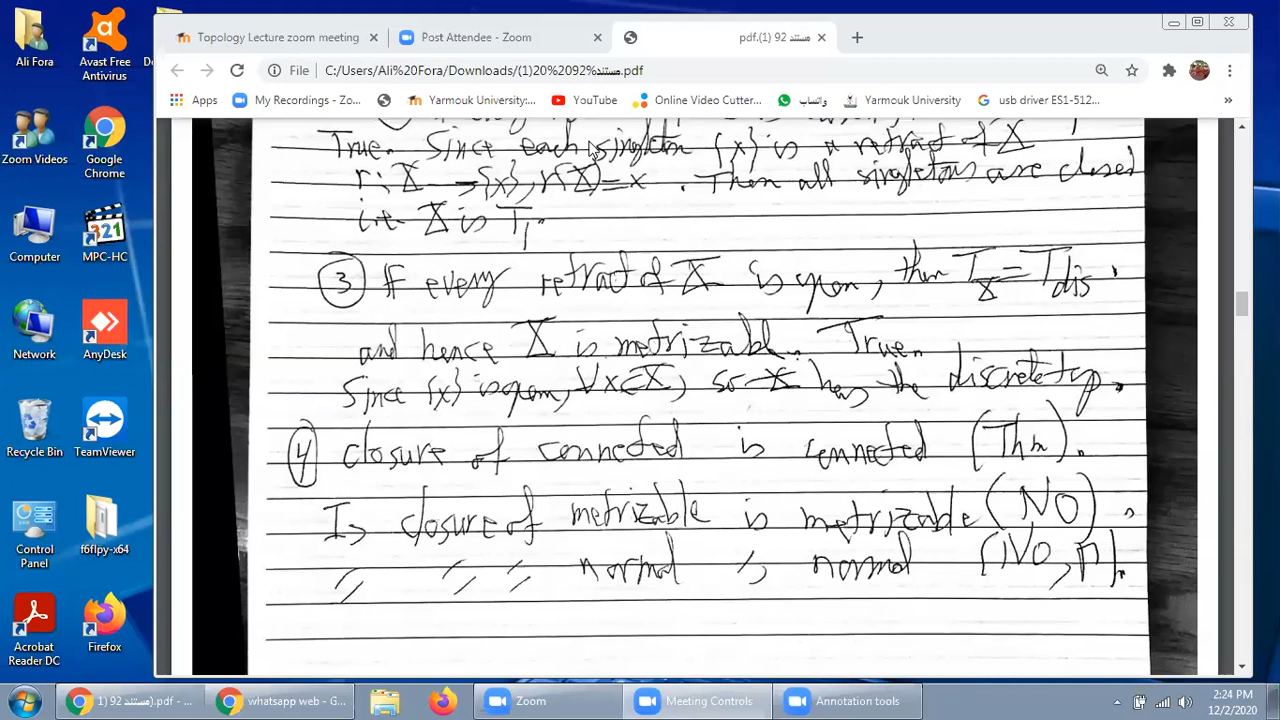 Ali Fora
Avast Free
Antivirus
Zoom Videos
Google
Chrome
Computer
MPC-HC
Network
AnyDesk
Recycle Bin
TeamViewer
Control
Panel
f6flpy-x64
Acrobat
Reader DC
Firefox
Topology Lecture zoom meeting
Post Attendee - Zoom
مستند 92 (1).pdf
File
C:/Users/Ali%20Fora/Downloads/(1)20%2092%مستند.pdf
Apps
My Recordings - Zo...
Yarmouk University:...
YouTube
Online Video Cutter...
واتساب
Yarmouk University
usb driver ES1-512...
»
True. Since each singleton {x} is a retract of X
r: X → {x}, r(X) = x. Then all singletons are closed
in X is T1.
③ If every retract of X is open, then T_X = T_dis.
and hence X is metrizable. True.
Since {x} is open, ∀x∈X, so X has the discrete top.
④ closure of connected is connected (Thm).
Is closure of metrizable is metrizable (NO).
〃 〃 〃 normal 〃 normal (NO,
1) 92 مستند.pdf - ...
whatsapp web - G...
Zoom
Meeting Controls
Annotation tools
2:24 PM
12/2/2020